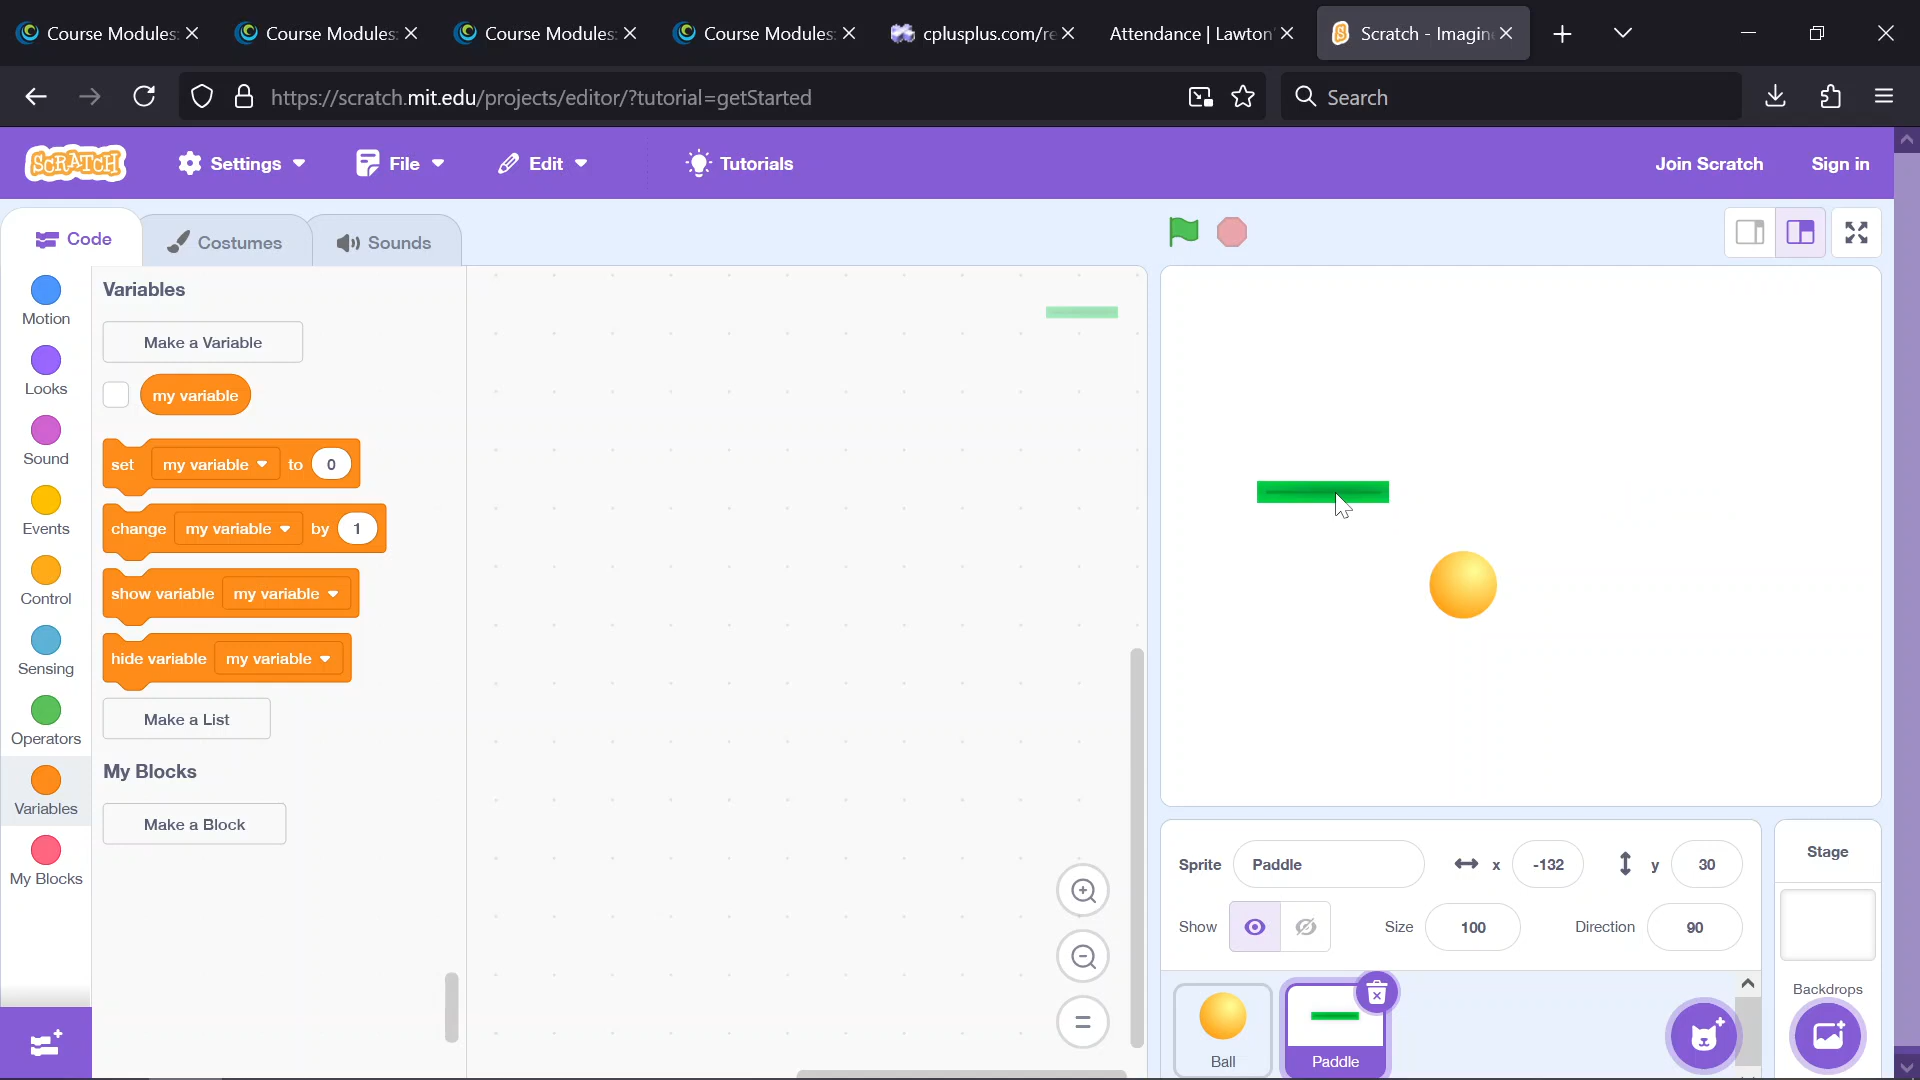 Course Modules:
Course Modules:
Course Modules:
Course Modules:
cplusplus.com/re
Attendance | Lawton
Scratch - Imagin
https://scratch.mit.edu/projects/editor/?tutorial=getStarted
Search
SCRATCH
Settings
File
Edit
Tutorials
Join Scratch
Sign in
Code
Costumes
Sounds
Motion
Looks
Sound
Events
Control
Sensing
Operators
Variables
My Blocks
Variables
Make a Variable
my variable
set my variable to 0
change my variable by 1
show variable my variable
hide variable my variable
Make a List
My Blocks
Make a Block
Sprite Paddle x -132 y 30
Show Size 100 Direction 90
Ball
Paddle
Stage
Backdrops